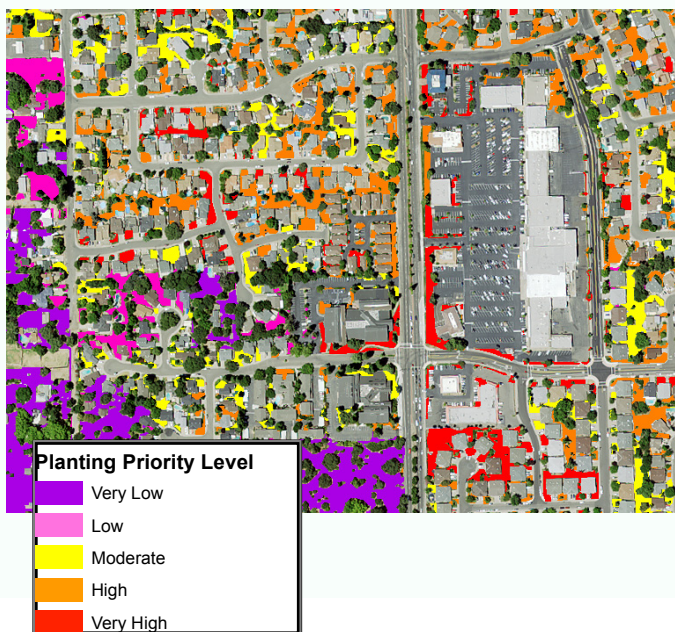 Planting Priority Level
Very Low
Low
Moderate
High
Very High